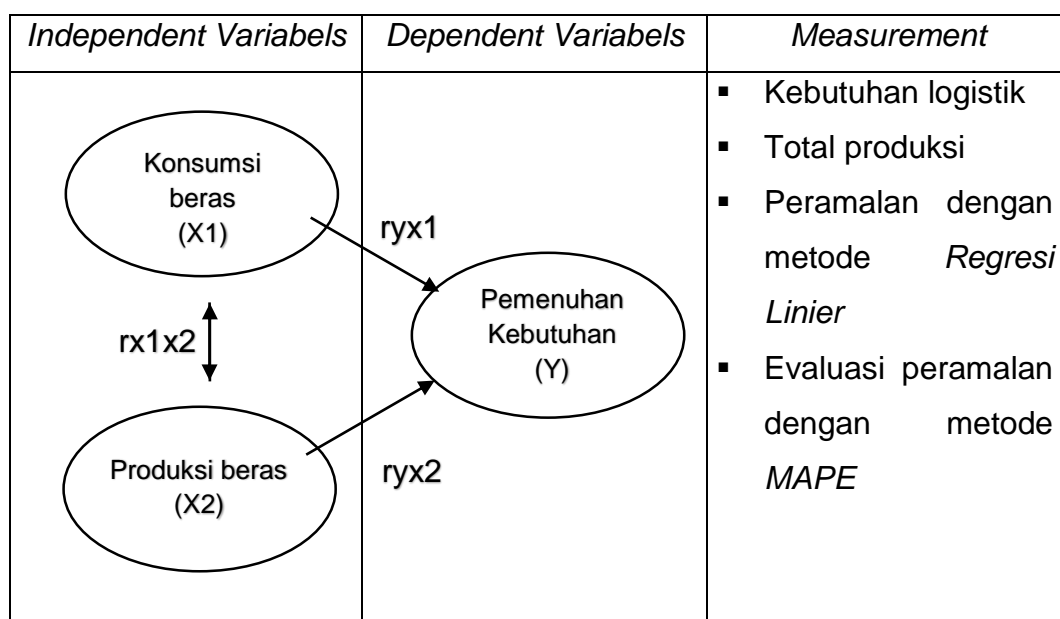 Independent Variabels
Dependent Variabels
Measurement
Konsumsi
beras
(X1)
rx1x2
Produksi beras
(X2)
ryx1
Pemenuhan
Kebutuhan
(Y)
ryx2
▪ Kebutuhan logistik
▪ Total produksi
▪ Peramalan dengan
metode Regresi
Linier
▪ Evaluasi peramalan
dengan metode
MAPE